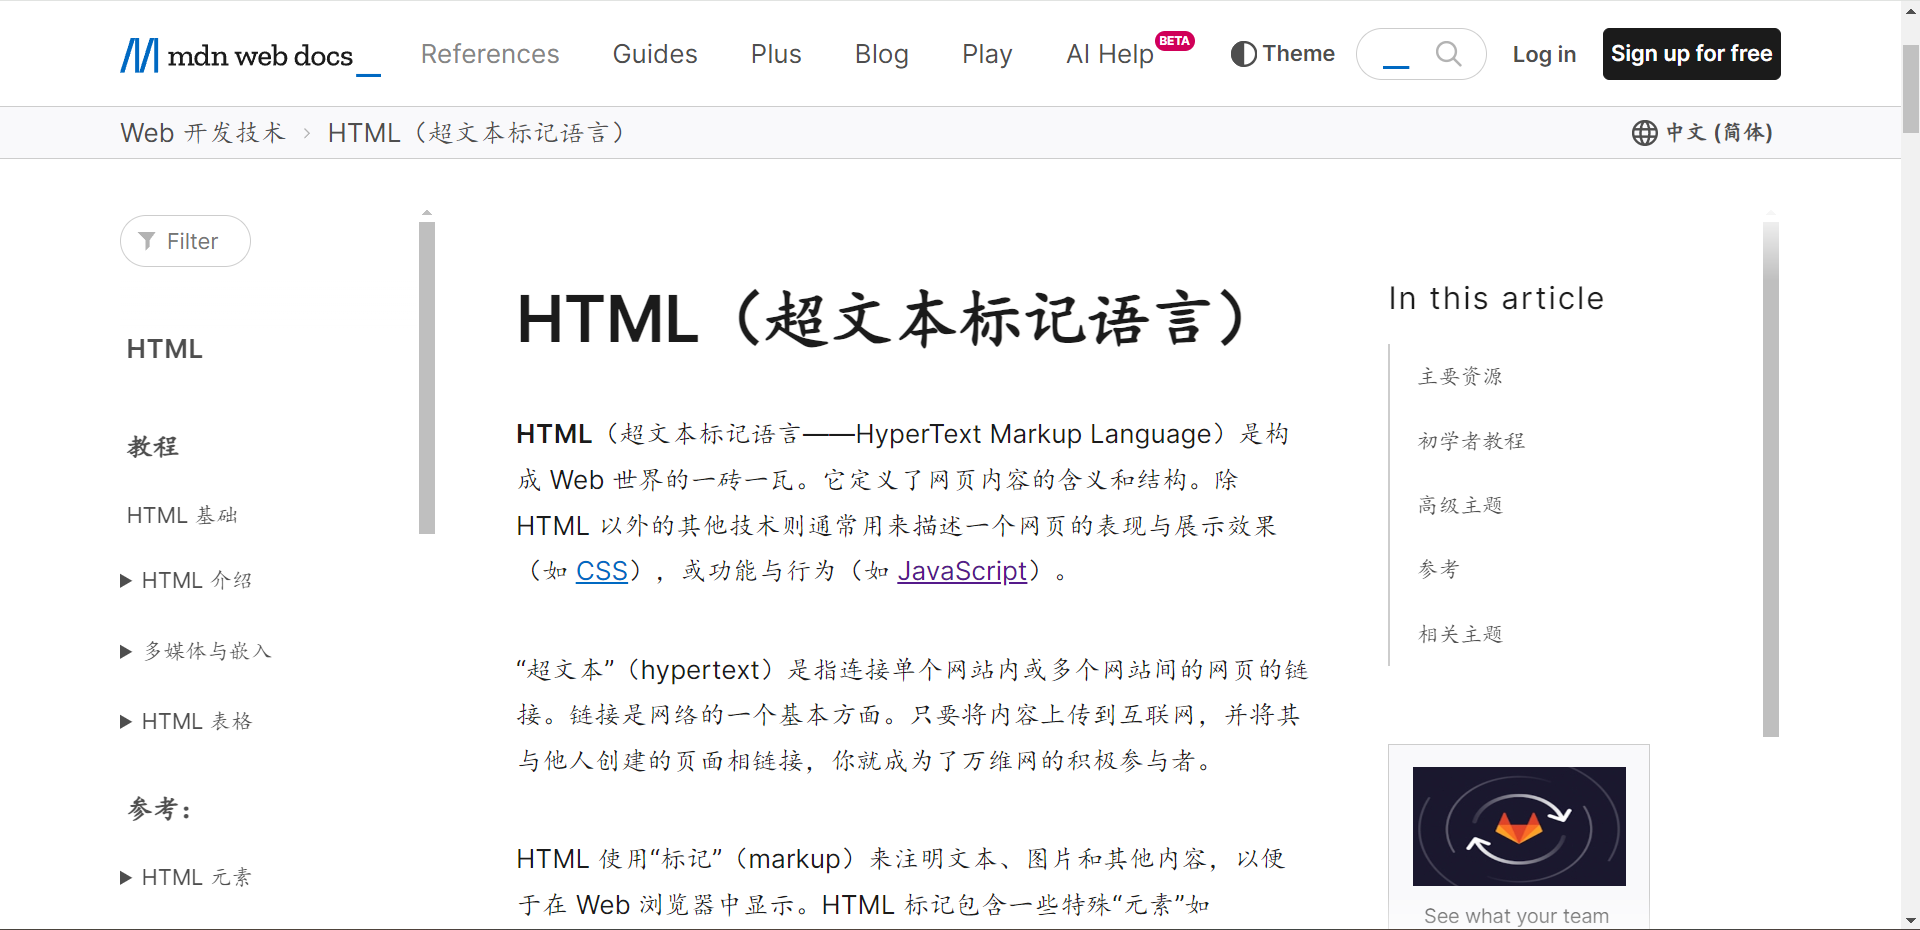 mdn web docs_
References
Guides
Plus
Blog
Play
AI Help BETA
Theme
Log in
Sign up for free
Web 开发技术 › HTML（超文本标记语言）
中文 (简体)
Filter
HTML
教程
HTML 基础
HTML 介绍
多媒体与嵌入
HTML 表格
参考：
HTML 元素
HTML（超文本标记语言）
HTML（超文本标记语言——HyperText Markup Language）是构
成 Web 世界的一砖一瓦。它定义了网页内容的含义和结构。除
HTML 以外的其他技术则通常用来描述一个网页的表现与展示效果
（如 CSS），或功能与行为（如 JavaScript）。
“超文本”（hypertext）是指连接单个网站内或多个网站间的网页的链
接。链接是网络的一个基本方面。只要将内容上传到互联网，并将其
与他人创建的页面相链接，你就成为了万维网的积极参与者。
HTML 使用“标记”（markup）来注明文本、图片和其他内容，以便
于在 Web 浏览器中显示。HTML 标记包含一些特殊“元素”如
In this article
主要资源
初学者教程
高级主题
参考
相关主题
See what your team